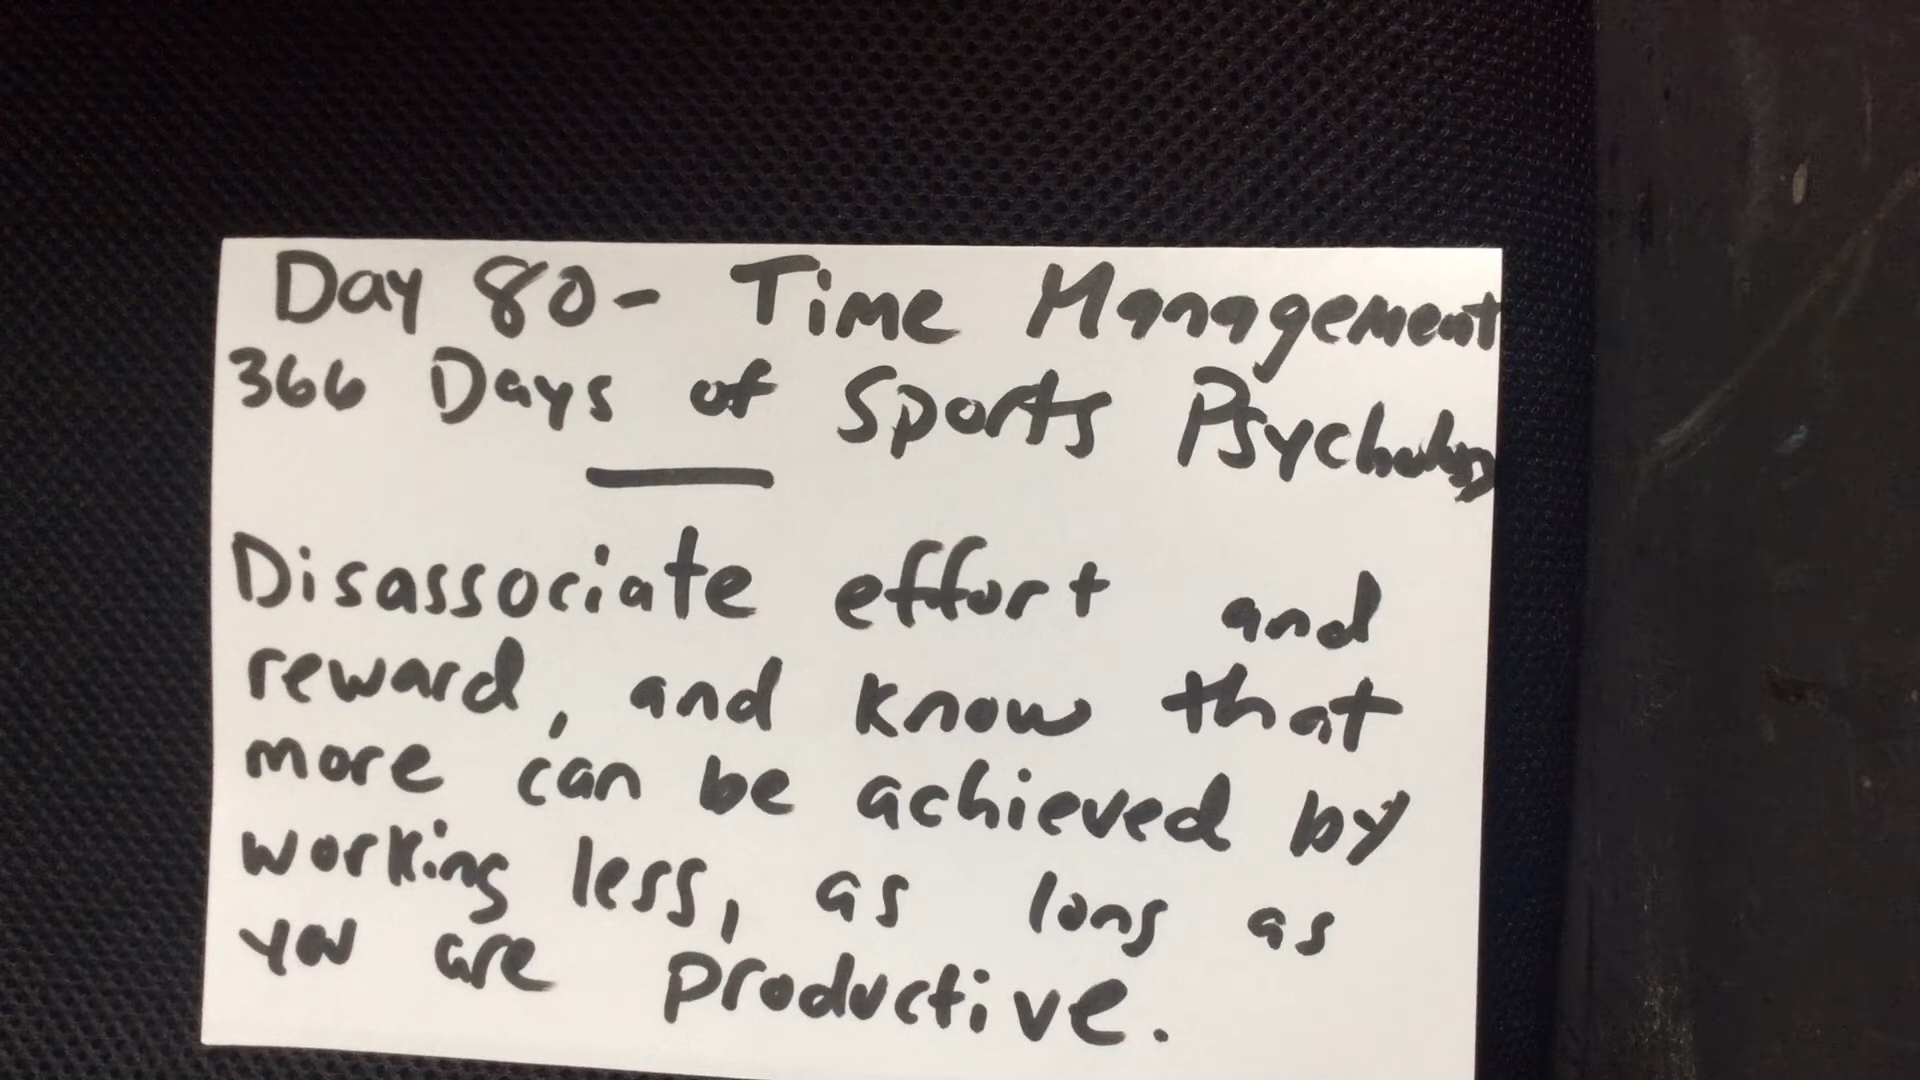 Day 80- Time Management
366 Days of Sports Psychology
Disassociate effort and
reward, and know that
more can be achieved by
working less, as long as
you are productive.